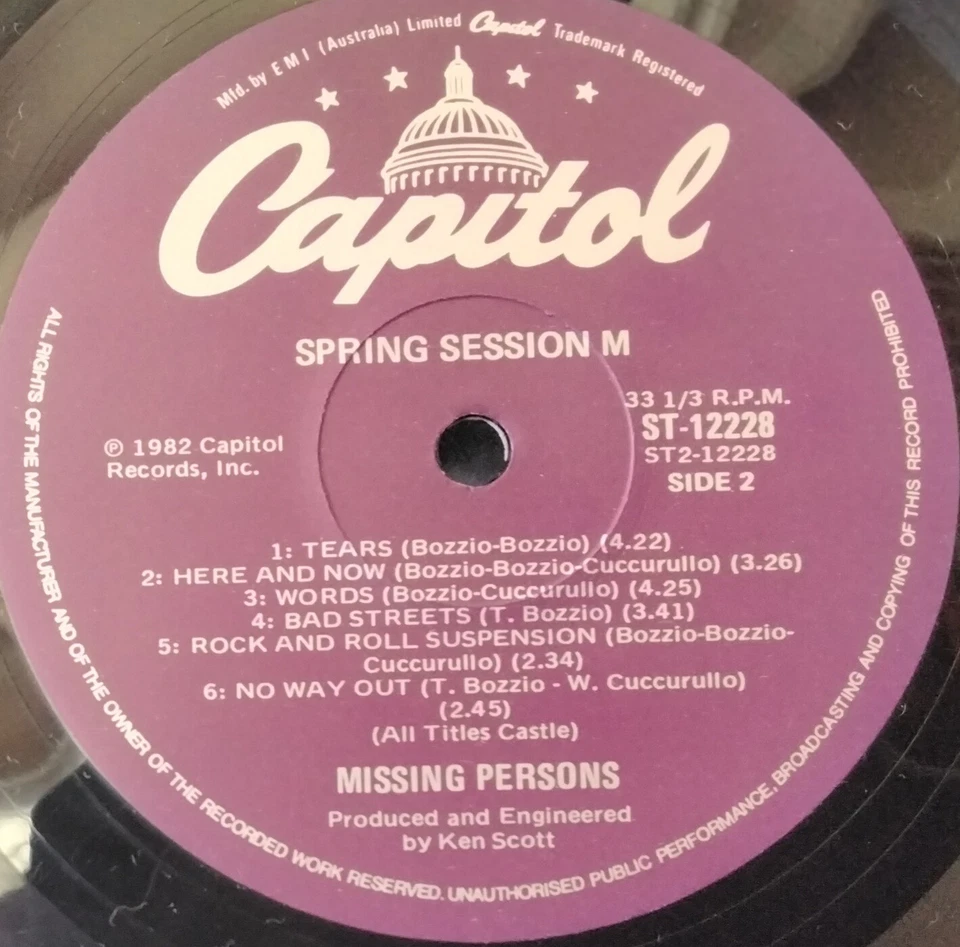 Mfd. by E M I (Australia) Limited Capitol Trademark Registered
Capitol
SPRING SESSION M
33 1/3 R.P.M.
ST-12228
ST2-12228
SIDE 2
℗ 1982 Capitol
Records, Inc.
1: TEARS (Bozzio-Bozzio) (4.22)
2: HERE AND NOW (Bozzio-Bozzio-Cuccurullo) (3.26)
3: WORDS (Bozzio-Cuccurullo) (4.25)
4: BAD STREETS (T. Bozzio) (3.41)
5: ROCK AND ROLL SUSPENSION (Bozzio-Bozzio-
Cuccurullo) (2.34)
6: NO WAY OUT (T. Bozzio - W. Cuccurullo)
(2.45)
(All Titles Castle)
MISSING PERSONS
Produced and Engineered
by Ken Scott
ALL RIGHTS OF THE MANUFACTURER AND OF THE OWNER OF THE RECORDED WORK RESERVED. UNAUTHORISED PUBLIC PERFORMANCE, BROADCASTING AND COPYING OF THIS RECORD PROHIBITED